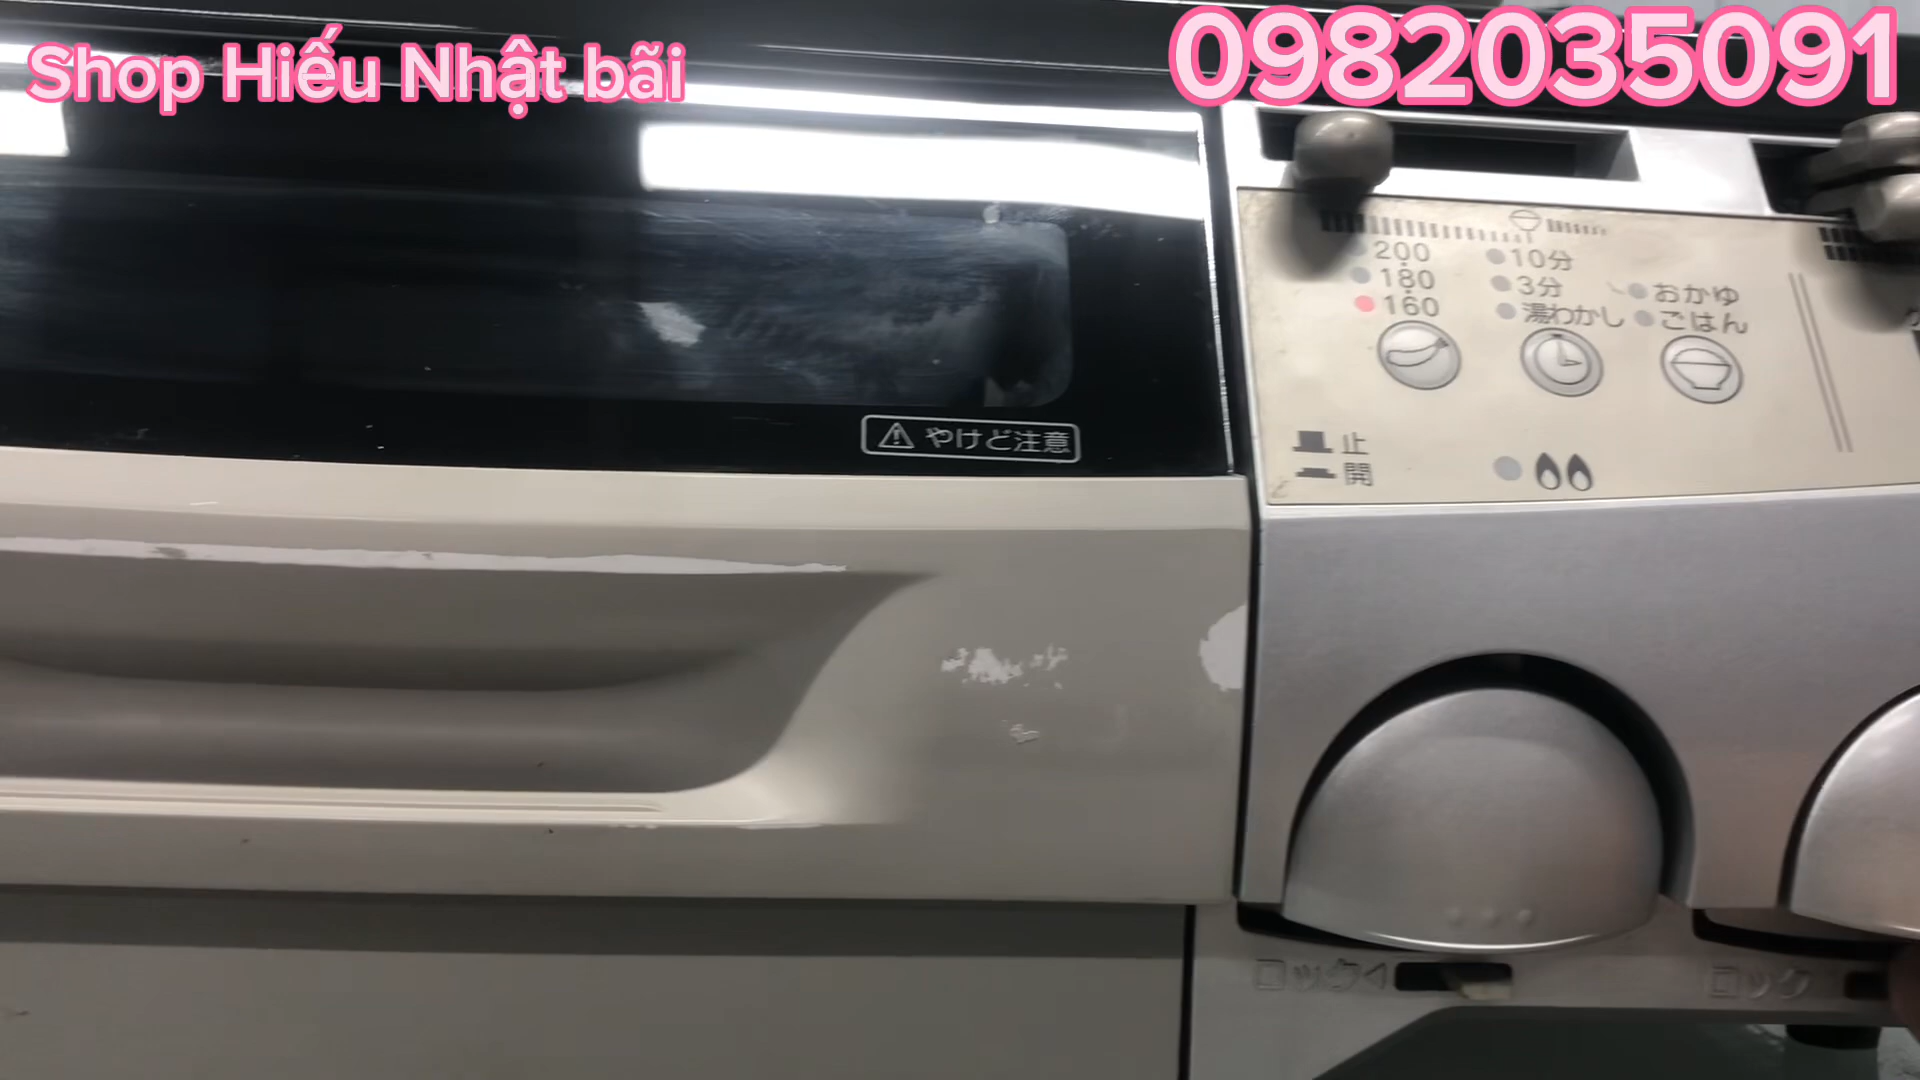 Shop Hiếu Nhật bãi
0982035091
200
180
160
10分
3分
湯わかし
おかゆ
ごはん
やけど注意
止
開
ロック
ロック